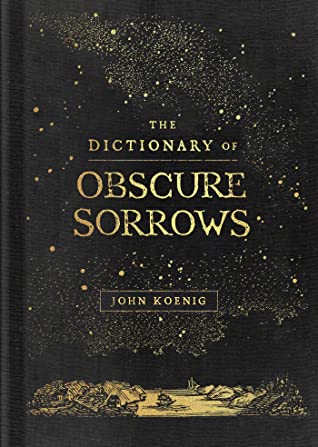 THE
DICTIONARY OF
OBSCURE
SORROWS
JOHN KOENIG